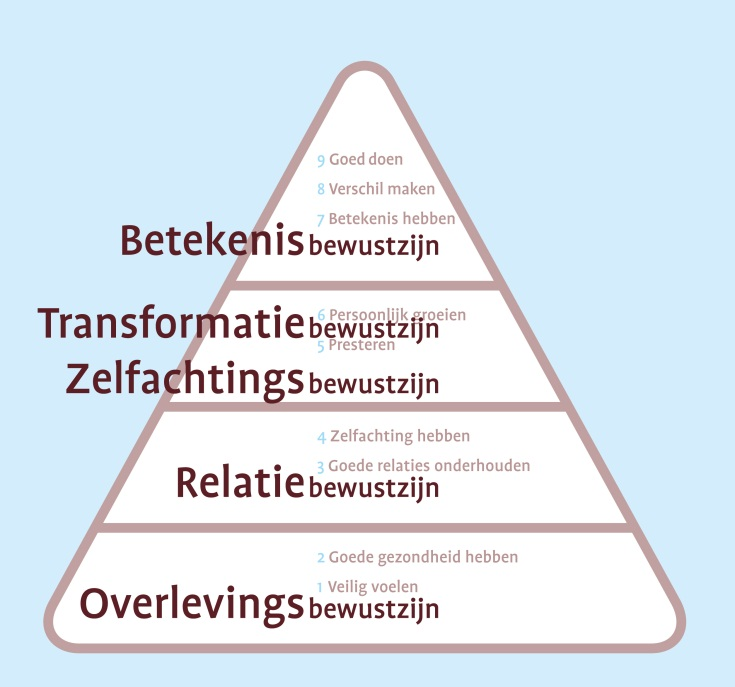 9 Goed doen
8 Verschil maken
7 Betekenis hebben
Betekenisbewustzijn
6 Persoonlijk groeien
Transformatiebewustzijn
5 Presteren
Zelfachtingsbewustzijn
4 Zelfachting hebben
3 Goede relaties onderhouden
Relatiebewustzijn
2 Goede gezondheid hebben
1 Veilig voelen
Overlevingsbewustzijn